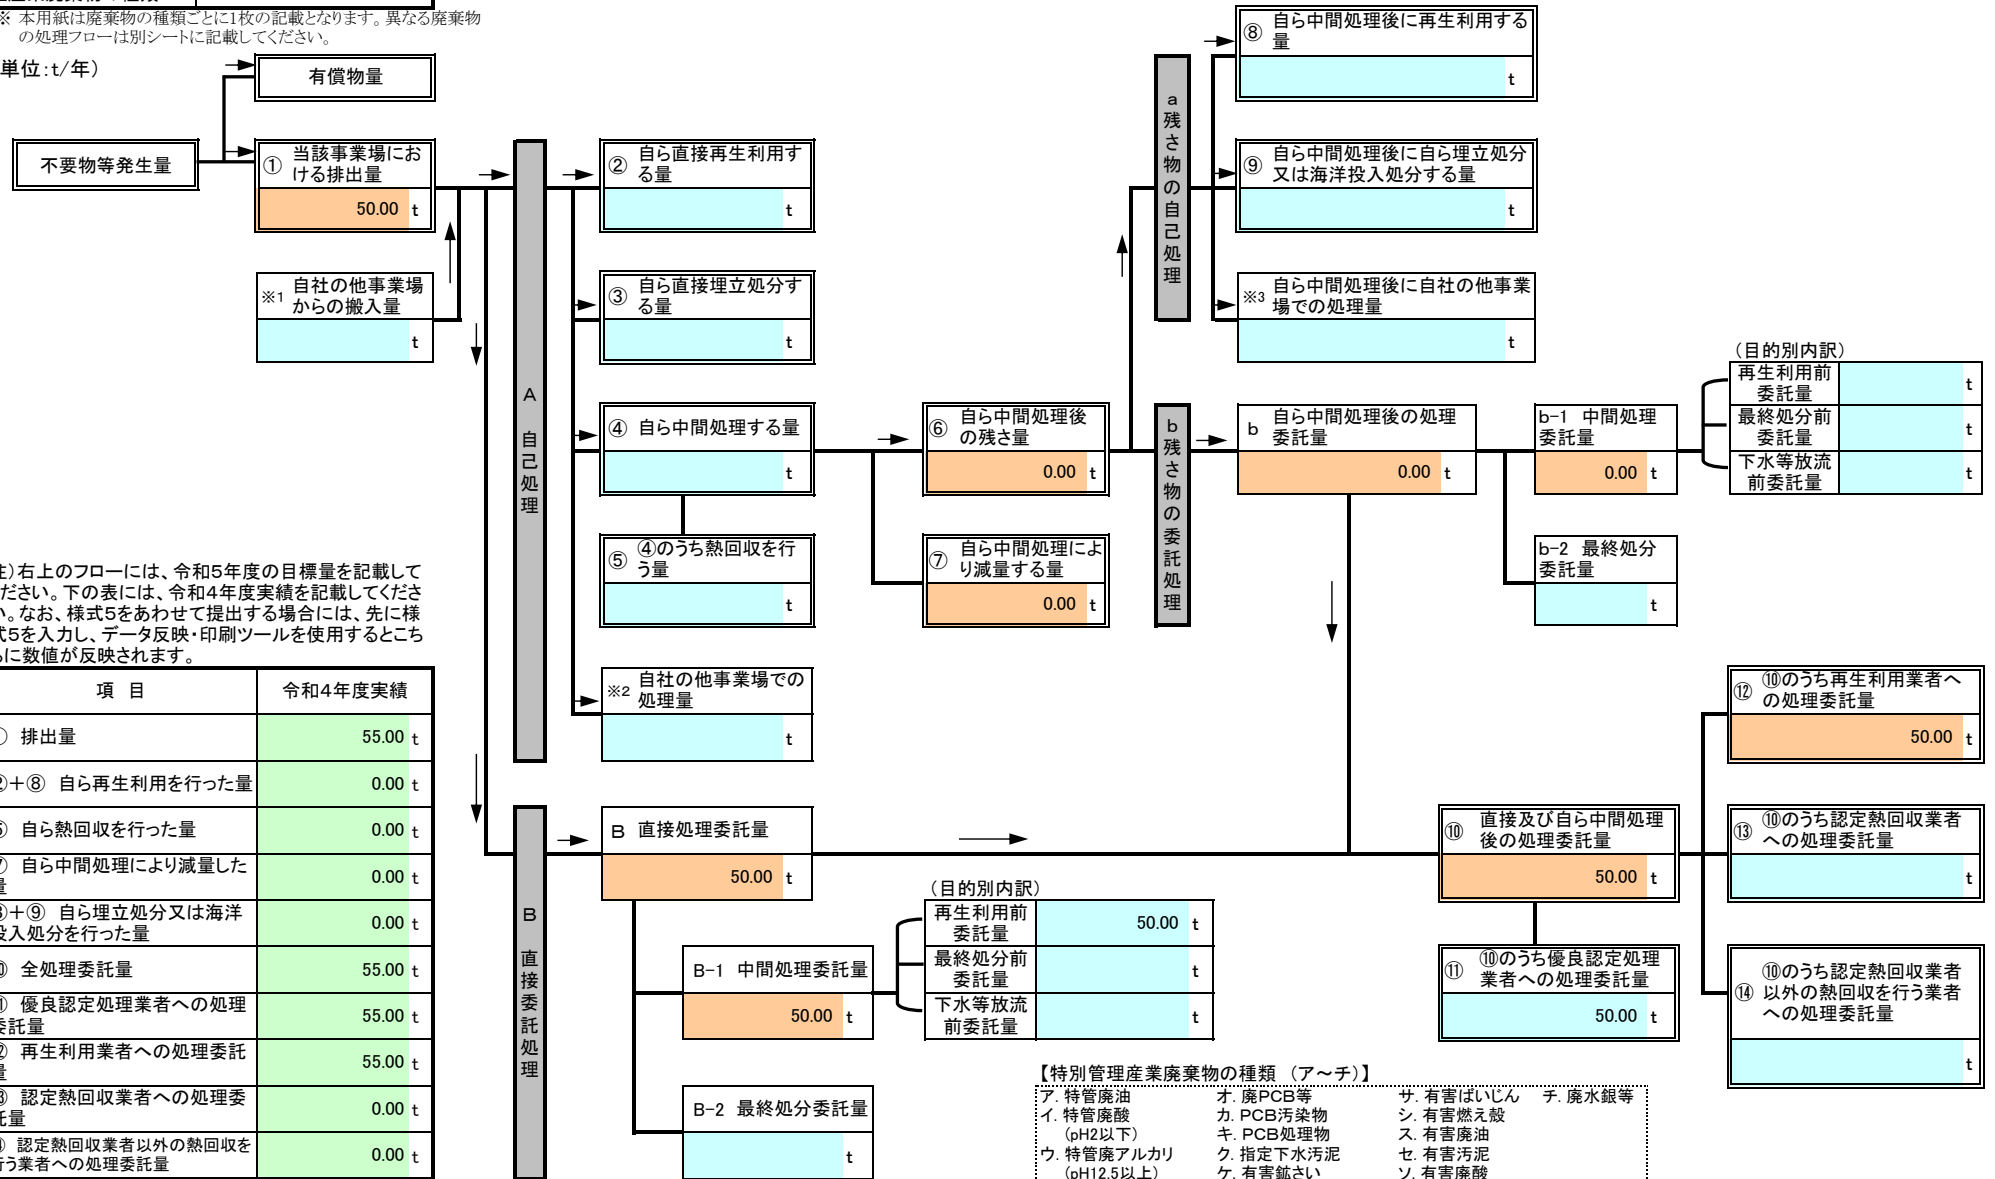 ※ 本用紙は廃棄物の種類ごとに1枚の記載となります。異なる廃棄物
の処理フローは別シートに記載してください。
単位：t/年）
有償物量
不要物等発生量
① 当該事業場にお
ける排出量
50.00 t
※1 自社の他事業場
からの搬入量
t
A 自己処理
② 自ら直接再生利用す
る量
t
③ 自ら直接埋立処分す
る量
t
④ 自ら中間処理する量
t
⑤ ④のうち熱回収を行
う量
t
※2 自社の他事業場での
処理量
t
⑥ 自ら中間処理後
の残さ量
0.00 t
⑦ 自ら中間処理によ
り減量する量
0.00 t
a 残さ物の自己処理
⑧ 自ら中間処理後に再生利用する
量
t
⑨ 自ら中間処理後に自ら埋立処分
又は海洋投入処分する量
t
※3 自ら中間処理後に自社の他事業
場での処理量
t
b 残さ物の委託処理
b 自ら中間処理後の処理
委託量
0.00 t
b-1 中間処理
委託量
0.00 t
b-2 最終処分
委託量
t
（目的別内訳）
再生利用前
委託量
t
最終処分前
委託量
t
下水等放流
前委託量
t
注）右上のフローには、令和5年度の目標量を記載して
ください。下の表には、令和4年度実績を記載してくださ
い。なお、様式5をあわせて提出する場合には、先に様
式5を入力し、データ反映・印刷ツールを使用するとこち
らに数値が反映されます。
項 目 令和4年度実績
① 排出量 55.00 t
②＋⑧ 自ら再生利用を行った量 0.00 t
⑤ 自ら熱回収を行った量 0.00 t
⑦ 自ら中間処理により減量した
量 0.00 t
③＋⑨ 自ら埋立処分又は海洋
投入処分を行った量 0.00 t
⑩ 全処理委託量 55.00 t
⑪ 優良認定処理業者への処理
委託量 55.00 t
⑫ 再生利用業者への処理委託
量 55.00 t
⑬ 認定熱回収業者への処理委
託量 0.00 t
⑭ 認定熱回収業者以外の熱回収を
行う業者への処理委託量 0.00 t
B 直接委託処理
B 直接処理委託量
50.00 t
B-1 中間処理委託量
50.00 t
B-2 最終処分委託量
t
（目的別内訳）
再生利用前
委託量
50.00 t
最終処分前
委託量
t
下水等放流
前委託量
t
⑩ 直接及び自ら中間処理
後の処理委託量
50.00 t
⑪ ⑩のうち優良認定処理
業者への処理委託量
50.00 t
⑫ ⑩のうち再生利用業者へ
の処理委託量
50.00 t
⑬ ⑩のうち認定熱回収業者
への処理委託量
t
⑭ ⑩のうち認定熱回収業者
以外の熱回収を行う業者
への処理委託量
t
【特別管理産業廃棄物の種類 （ア～チ）】
ア. 特管廃油 オ. 廃PCB等 サ. 有害ばいじん チ. 廃水銀等
イ. 特管廃酸 カ. PCB汚染物 シ. 有害燃え殻
（pH2以下） キ. PCB処理物 ス. 有害廃油
ウ. 特管廃アルカリ ク. 指定下水汚泥 セ. 有害汚泥
（pH12.5以上） ケ. 有害鉱さい ソ. 有害廃酸